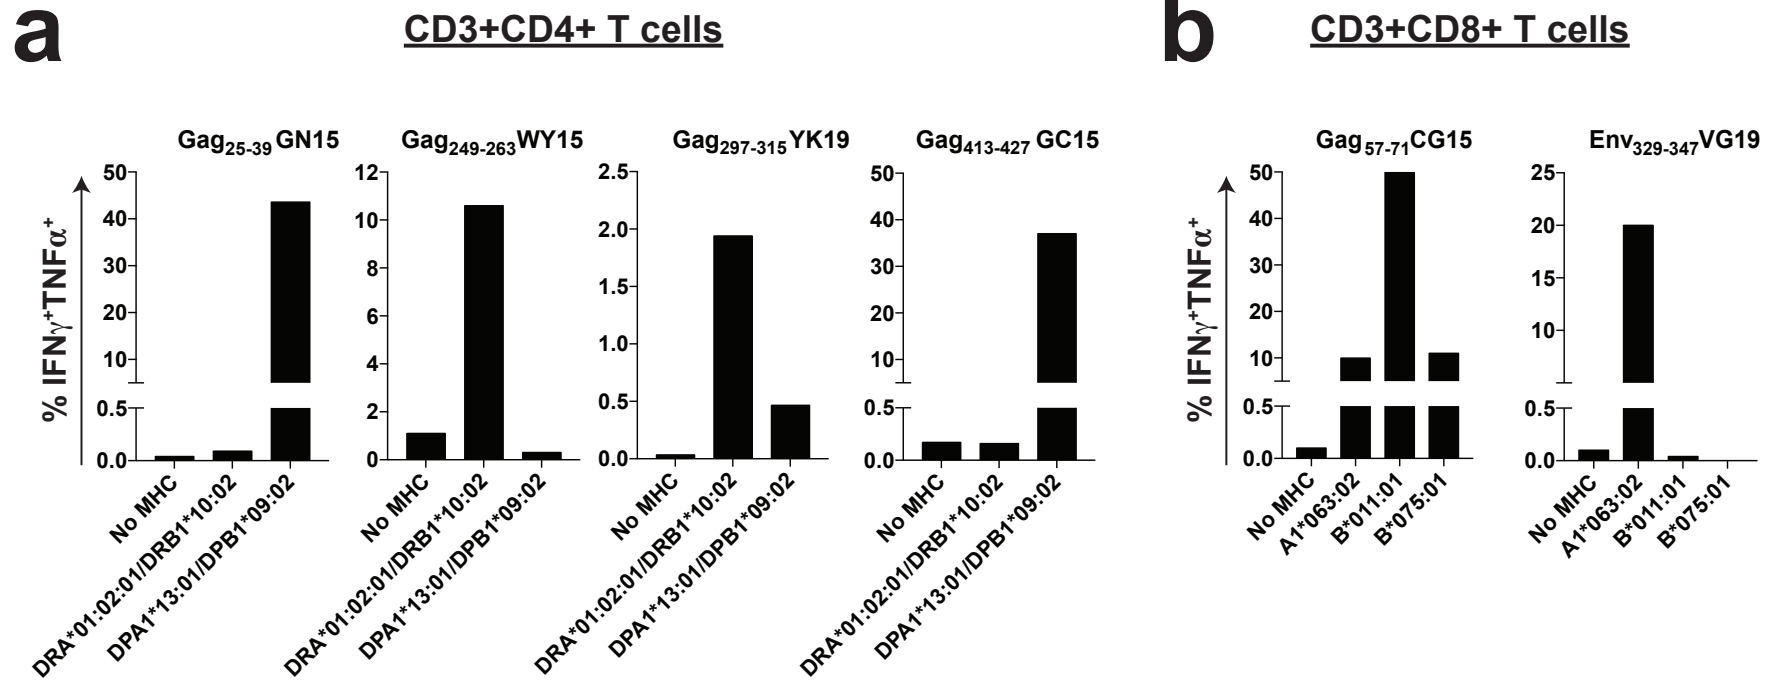 a
CD3+CD4+ T cells
% IFNγ+TNFα+
Gag25-39 GN15
50
40
30
20
10
0.5
0.0
No MHC
DRA*01:02:01/DRB1*10:02
DPA1*13:01/DPB1*09:02
Gag249-263WY15
12
10
8
6
4
2
0
No MHC
DRA*01:02:01/DRB1*10:02
DPA1*13:01/DPB1*09:02
Gag297-315YK19
2.5
2.0
1.5
1.0
0.5
0.0
No MHC
DRA*01:02:01/DRB1*10:02
DPA1*13:01/DPB1*09:02
Gag413-427 GC15
50
40
30
20
10
0.5
0.0
No MHC
DRA*01:02:01/DRB1*10:02
DPA1*13:01/DPB1*09:02
b
CD3+CD8+ T cells
% IFNγ+TNFα+
Gag57-71CG15
50
40
30
20
10
0.5
0.0
No MHC
A1*063:02
B*011:01
B*075:01
Env329-347VG19
25
20
15
10
0.5
0.0
No MHC
A1*063:02
B*011:01
B*075:01